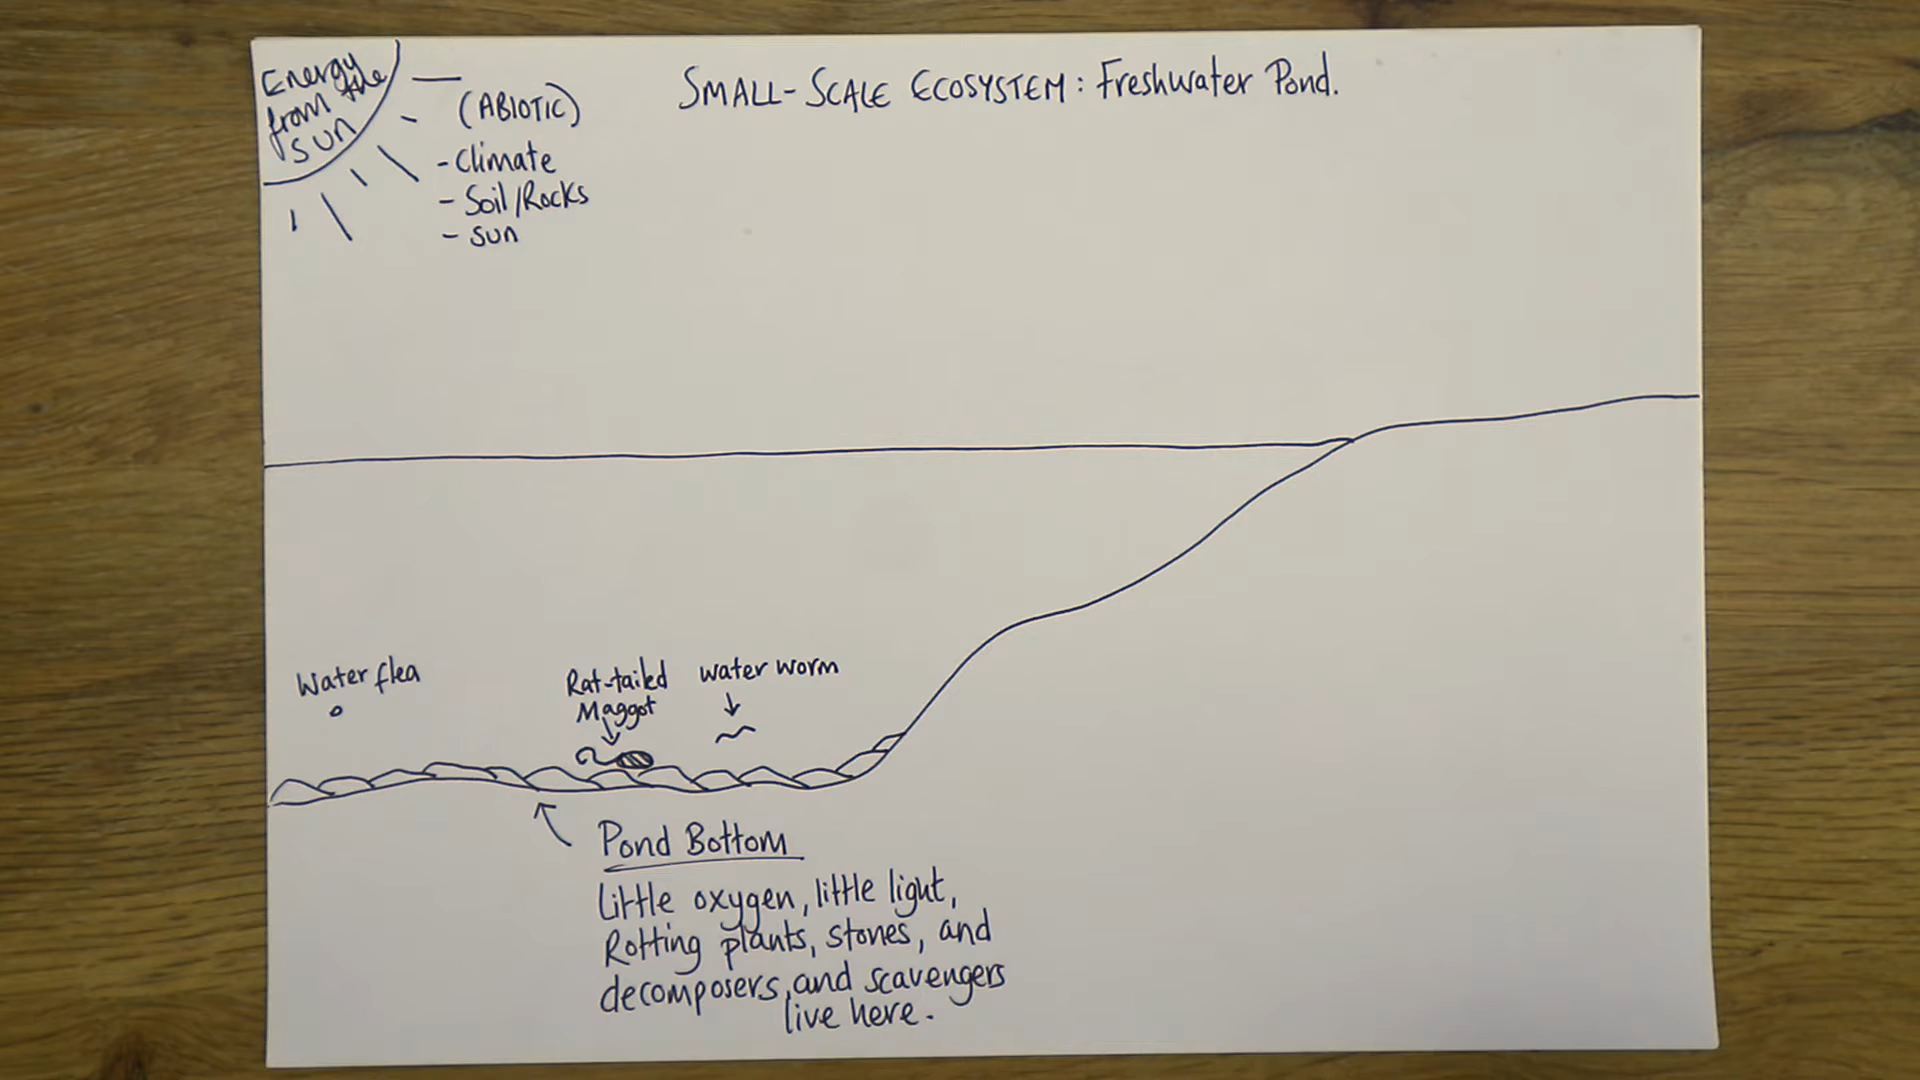 Energy
from the
sun
(ABIOTIC)
- Climate
- Soil/Rocks
- Sun
SMALL-SCALE ECOSYSTEM: Freshwater Pond.
Water flea
Rat-tailed
Maggot
water worm
Pond Bottom
Little oxygen, little light,
Rotting plants, stones, and
decomposers, and scavengers
live here.